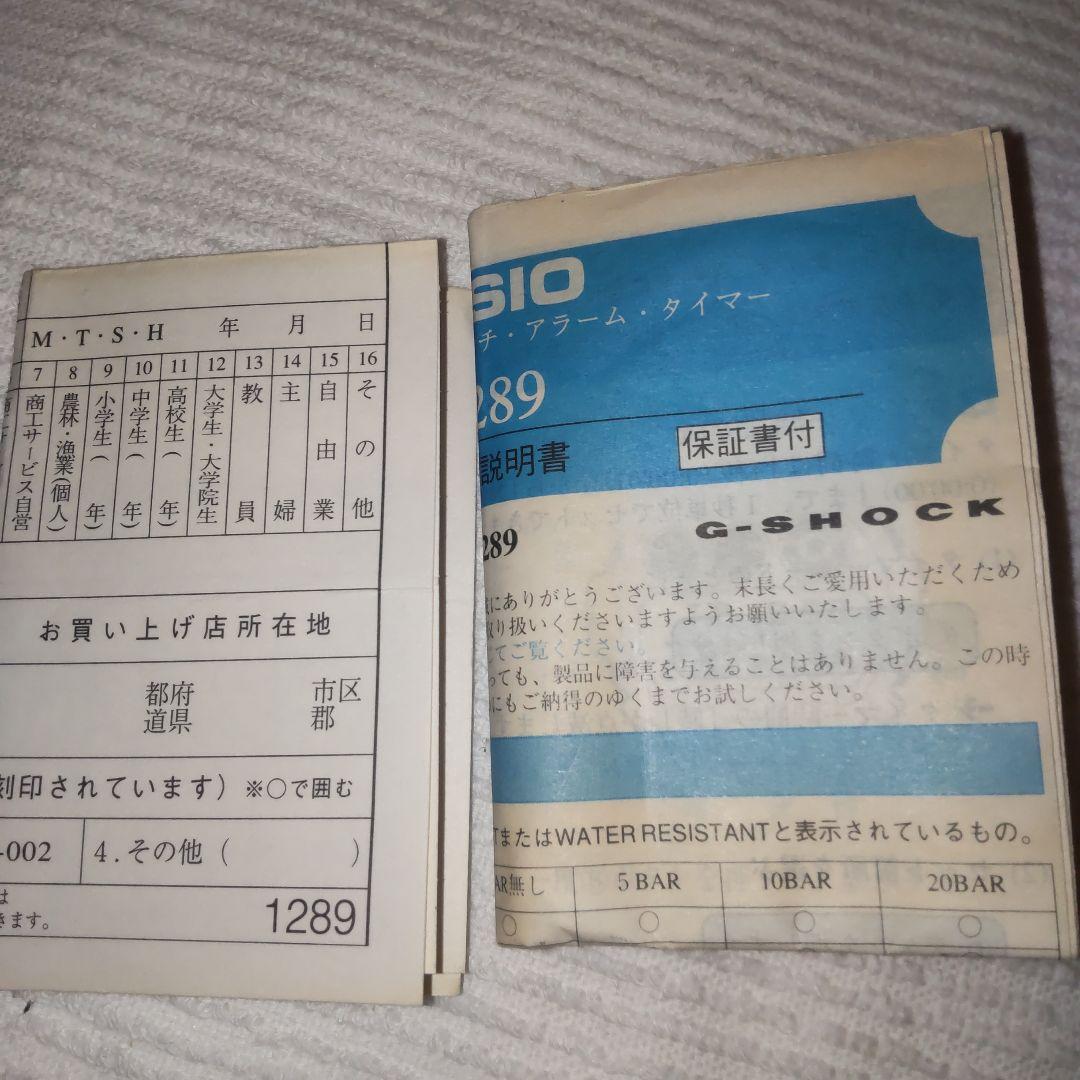 M・T・S・H 年 月 日
7 8 9 10 11 12 13 14 15 16
商工サービス自営
農林・漁業(個人)
小学生( 年)
中学生( 年)
高校生( 年)
大学生・大学院生
教員
主婦
自由業
その他
お買い上げ店所在地
都府 市区
道県 郡
刻印されています) ※○で囲む
-002 4.その他( )
は
きます。 1289
SIO
チ・アラーム・タイマー
289
説明書 保証書付
G-SHOCK
289
にありがとうございます。末長くご愛用いただくため
取り扱いくださいますようお願いいたします。
てご覧ください。
っても、製品に障害を与えることはありません。この時
にもご納得のゆくまでお試しください。
TまたはWATER RESISTANTと表示されているもの。
AR無し 5 BAR 10BAR 20BAR
○ ○ ○ ○